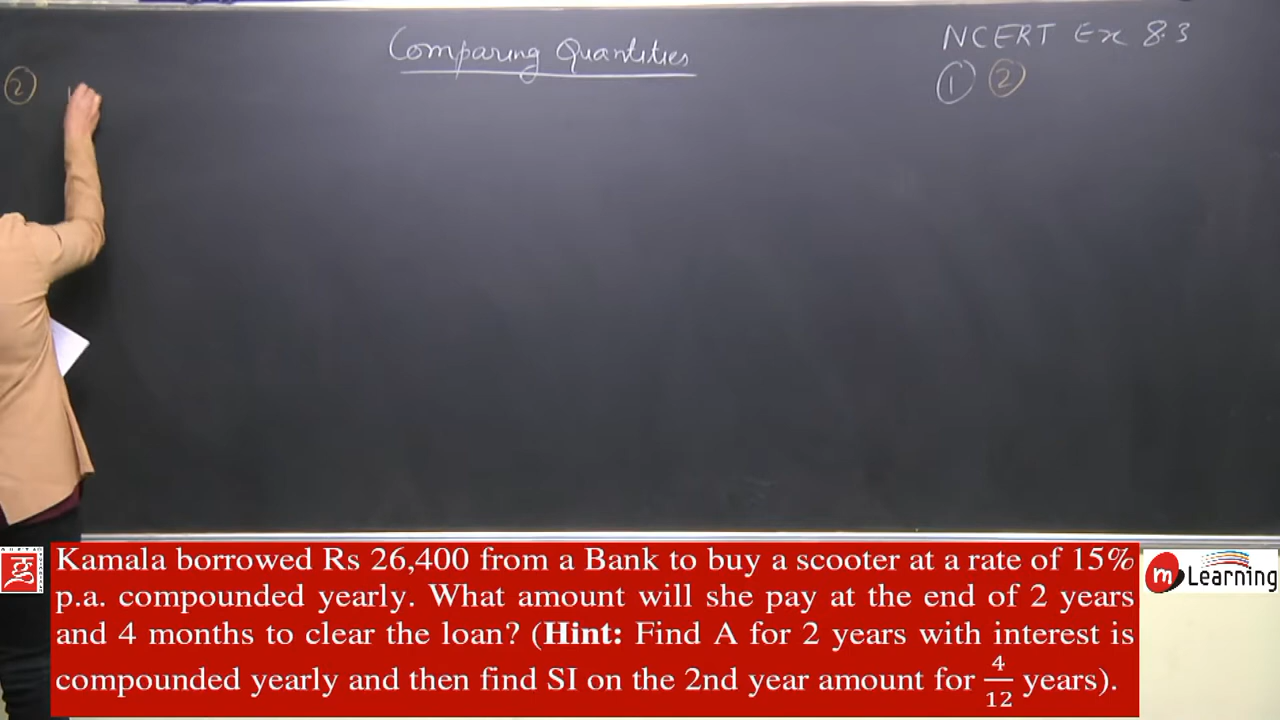 Comparing Quantities
NCERT Ex 8.3
① ②
②
Kamala borrowed Rs 26,400 from a Bank to buy a scooter at a rate of 15%
p.a. compounded yearly. What amount will she pay at the end of 2 years
and 4 months to clear the loan? (Hint: Find A for 2 years with interest is
compounded yearly and then find SI on the 2nd year amount for 4/12 years).
m Learning